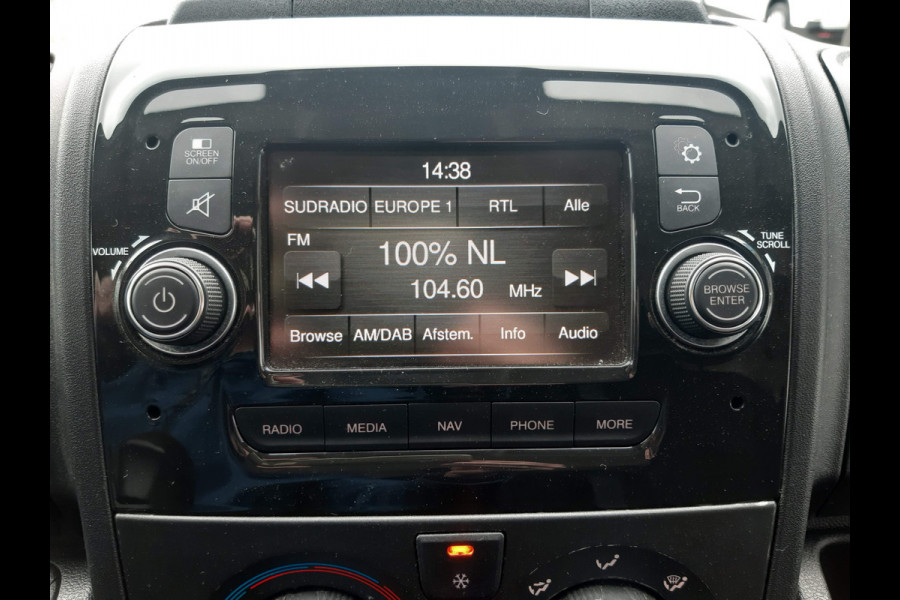 SCREEN
ON/OFF
VOLUME
14:38
SUDRADIO EUROPE 1 RTL Alle
FM
100% NL
104.60 MHz
Browse AM/DAB Afstem. Info Audio
BACK
TUNE
SCROLL
BROWSE
ENTER
RADIO MEDIA NAV PHONE MORE